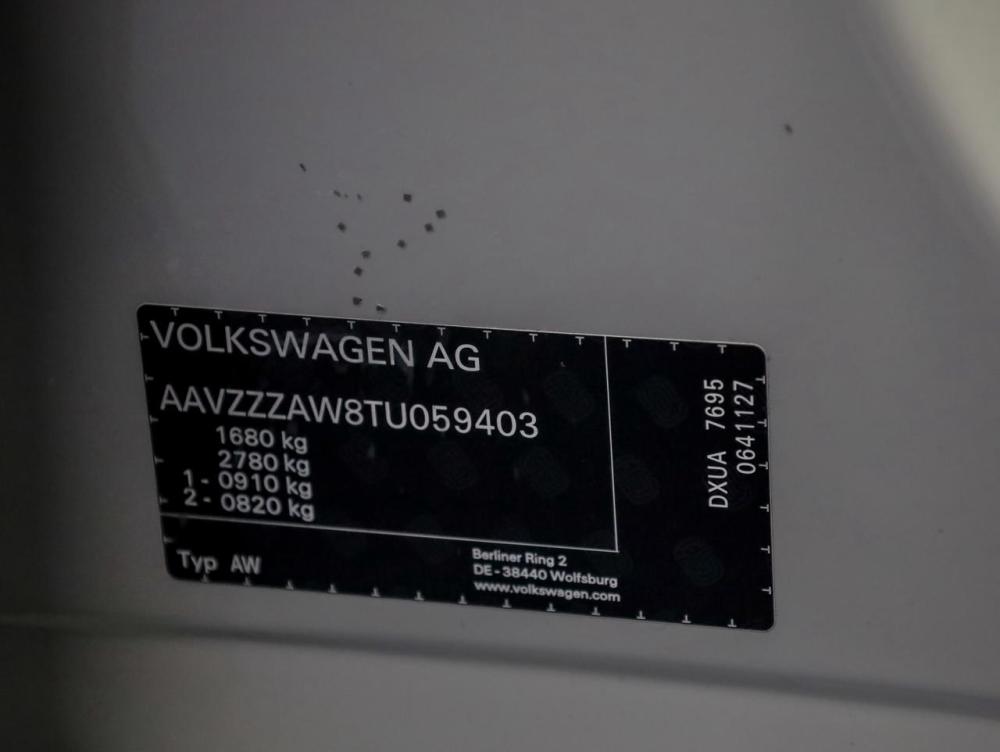 VOLKSWAGEN AG
AAVZZZAW8TU059403
1680 kg
2780 kg
1 - 0910 kg
2 - 0820 kg
Typ AW
Berliner Ring 2
DE - 38440 Wolfsburg
www.volkswagen.com
DXUA 7695
0641127